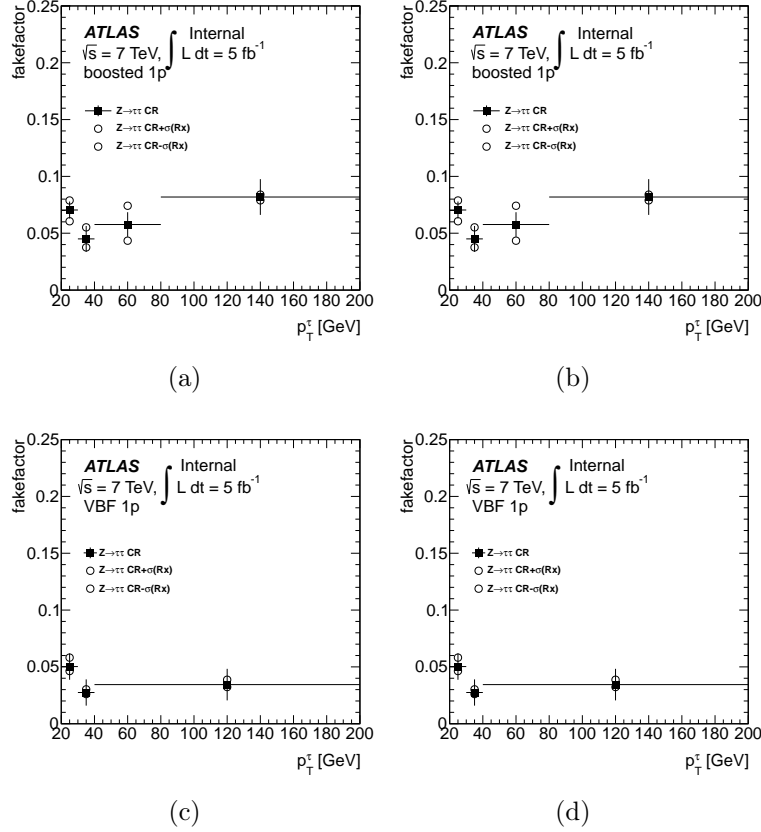 fakefactor
0.25
0.2
0.15
0.1
0.05
0
ATLAS Internal
√s = 7 TeV, ∫ L dt = 5 fb⁻¹
boosted 1p
Z→ττ CR
Z→ττ CR+σ(Rx)
Z→ττ CR-σ(Rx)
20 40 60 80 100 120 140 160 180 200
p_T^τ [GeV]
(a)
fakefactor
0.25
0.2
0.15
0.1
0.05
0
ATLAS Internal
√s = 7 TeV, ∫ L dt = 5 fb⁻¹
boosted 1p
Z→ττ CR
Z→ττ CR+σ(Rx)
Z→ττ CR-σ(Rx)
20 40 60 80 100 120 140 160 180 200
p_T^τ [GeV]
(b)
fakefactor
0.25
0.2
0.15
0.1
0.05
0
ATLAS Internal
√s = 7 TeV, ∫ L dt = 5 fb⁻¹
VBF 1p
Z→ττ CR
Z→ττ CR+σ(Rx)
Z→ττ CR-σ(Rx)
20 40 60 80 100 120 140 160 180 200
p_T^τ [GeV]
(c)
fakefactor
0.25
0.2
0.15
0.1
0.05
0
ATLAS Internal
√s = 7 TeV, ∫ L dt = 5 fb⁻¹
VBF 1p
Z→ττ CR
Z→ττ CR+σ(Rx)
Z→ττ CR-σ(Rx)
20 40 60 80 100 120 140 160 180 200
p_T^τ [GeV]
(d)